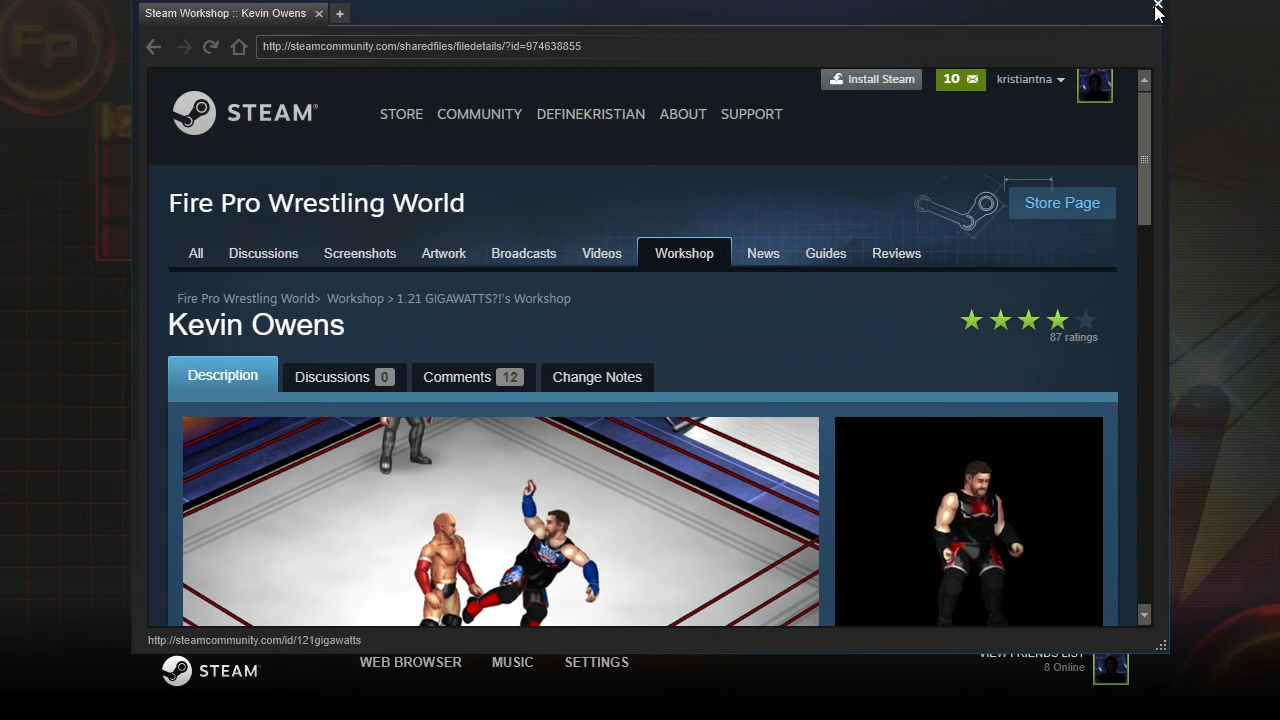 Steam Workshop :: Kevin Owens × +
http://steamcommunity.com/sharedfiles/filedetails/?id=974638855
Install Steam 10 kristiantna
STEAM® STORE COMMUNITY DEFINEKRISTIAN ABOUT SUPPORT
Fire Pro Wrestling World
Store Page
All Discussions Screenshots Artwork Broadcasts Videos Workshop News Guides Reviews
Fire Pro Wrestling World> Workshop > 1.21 GIGAWATTS?!'s Workshop
Kevin Owens
87 ratings
Description Discussions 0 Comments 12 Change Notes
http://steamcommunity.com/id/121gigawatts
STEAM WEB BROWSER MUSIC SETTINGS
VIEW FRIENDS LIST
8 Online
FP